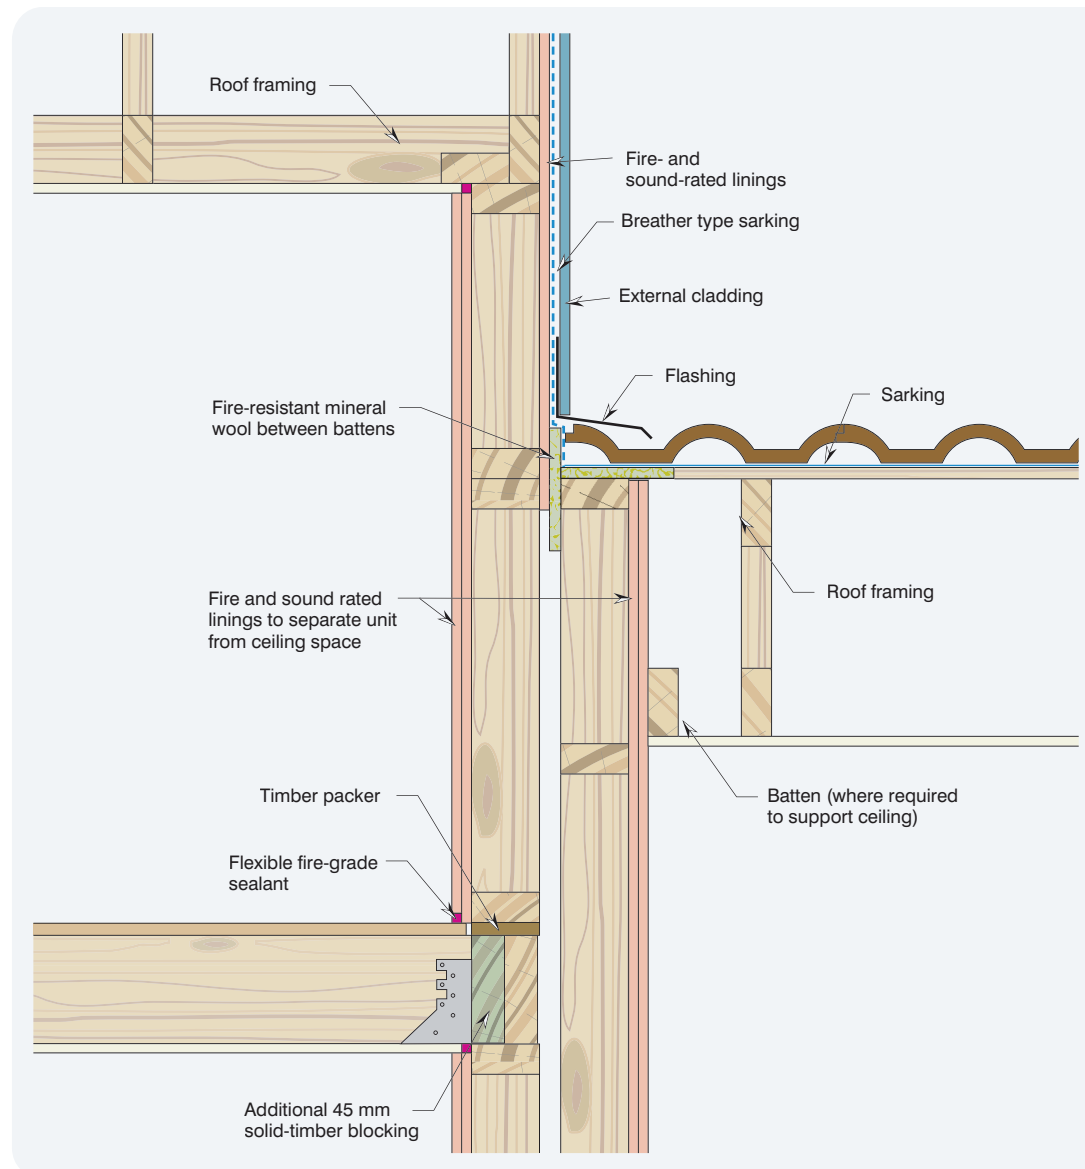 Roof framing
Fire- and
sound-rated linings
Breather type sarking
External cladding
Flashing
Sarking
Fire-resistant mineral
wool between battens
Roof framing
Fire and sound rated
linings to separate unit
from ceiling space
Timber packer
Batten (where required
to support ceiling)
Flexible fire-grade
sealant
Additional 45 mm
solid-timber blocking